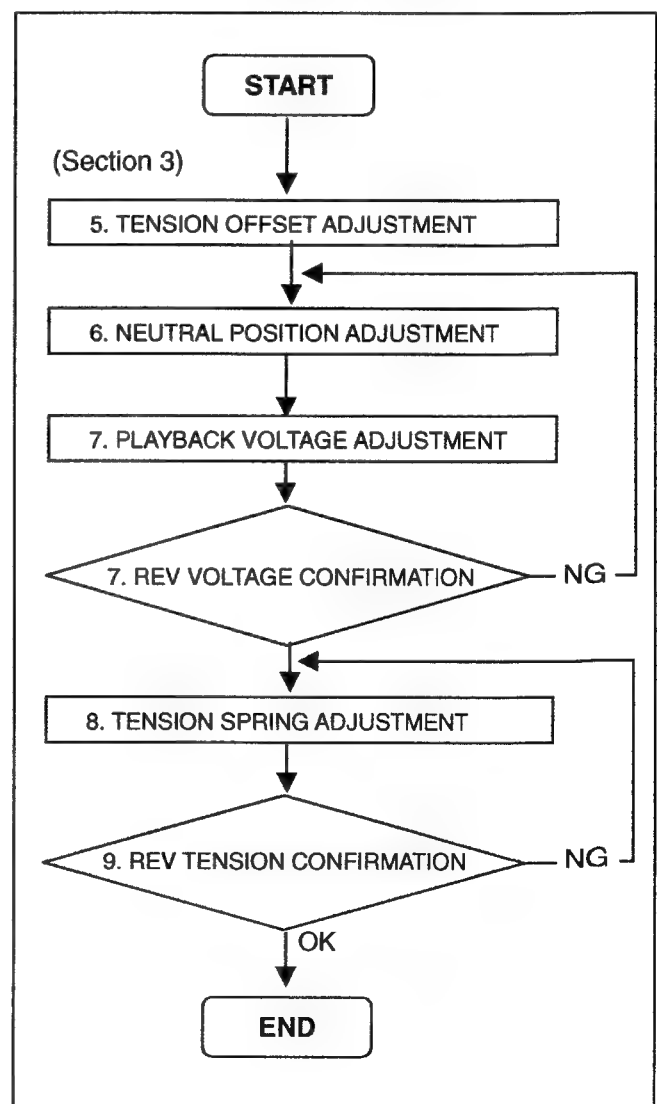 START
(Section 3)
5. TENSION OFFSET ADJUSTMENT
6. NEUTRAL POSITION ADJUSTMENT
7. PLAYBACK VOLTAGE ADJUSTMENT
7. REV VOLTAGE CONFIRMATION
NG
8. TENSION SPRING ADJUSTMENT
9. REV TENSION CONFIRMATION
NG
OK
END